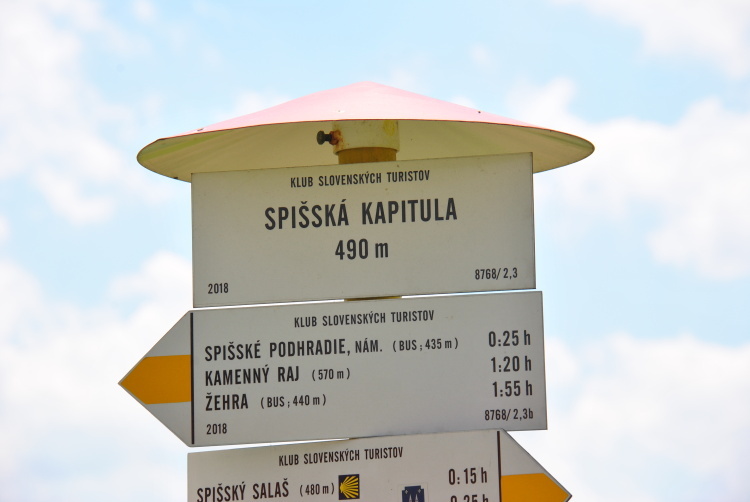 KLUB SLOVENSKÝCH TURISTOV
SPIŠSKÁ KAPITULA
490 m
2018 8768/2,3
KLUB SLOVENSKÝCH TURISTOV
SPIŠSKÉ PODHRADIE, NÁM. (BUS; 435 m) 0:25 h
KAMENNÝ RAJ (570 m) 1:20 h
ŽEHRA (BUS; 440 m) 1:55 h
2018 8768/2,3b
KLUB SLOVENSKÝCH TURISTOV
SPIŠSKÝ SALAŠ (480 m) 0:15 h